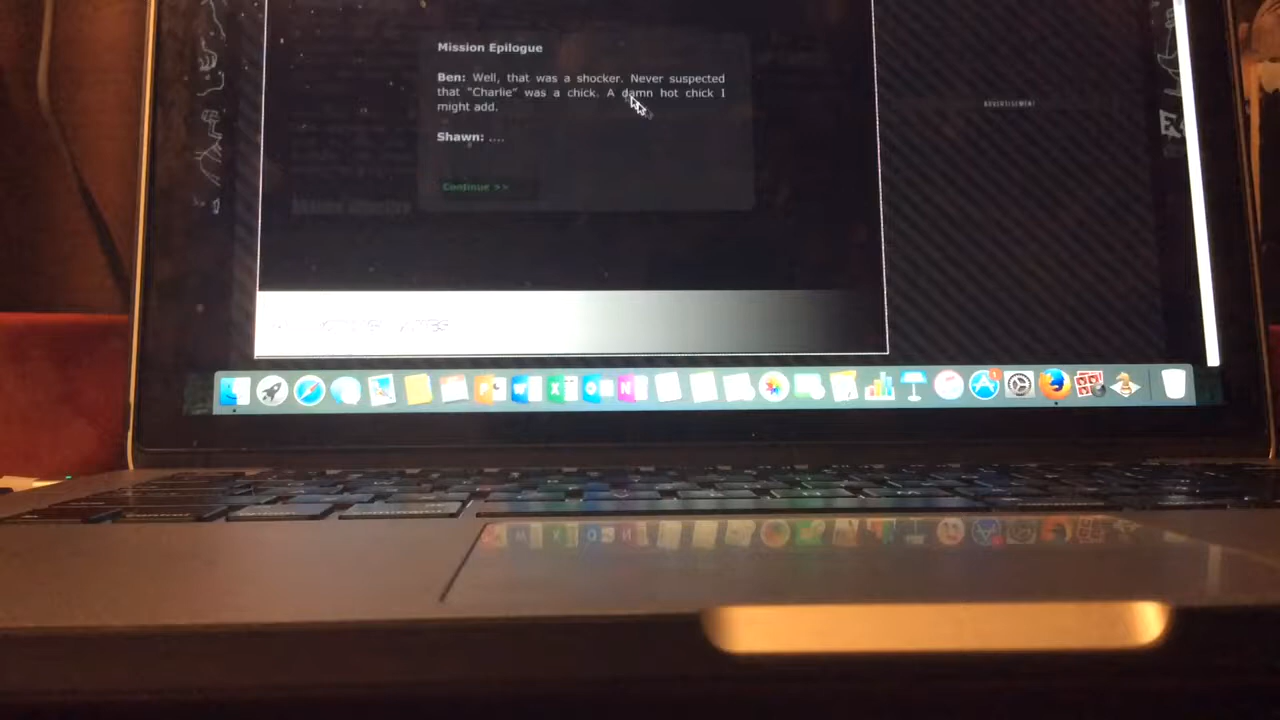 Mission Epilogue
Ben: Well, that was a shocker. Never suspected
that "Charlie" was a chick. A damn hot chick I
might add.
Shawn: ....
Continue >>
ADVERTISEMENT